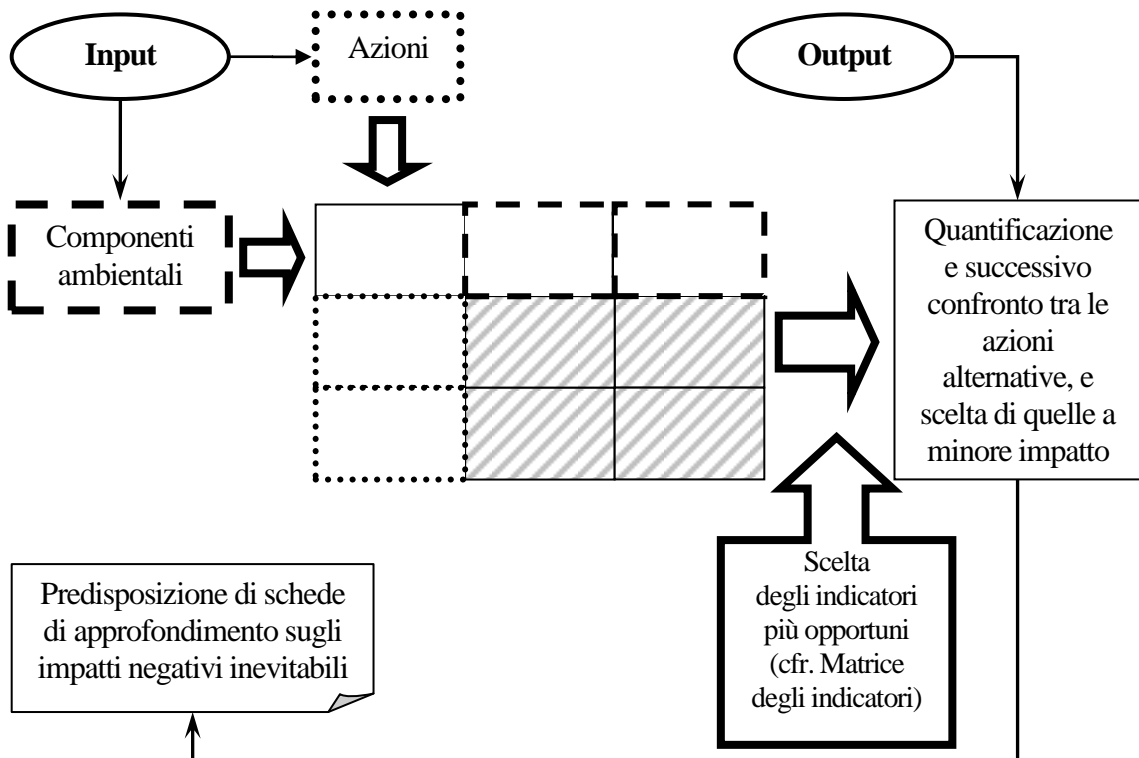 Input
Azioni
Output
Componenti
ambientali
Quantificazione
e successivo
confronto tra le
azioni
alternative, e
scelta di quelle a
minore impatto
Scelta
degli indicatori
più opportuni
(cfr. Matrice
degli indicatori)
Predisposizione di schede
di approfondimento sugli
impatti negativi inevitabili